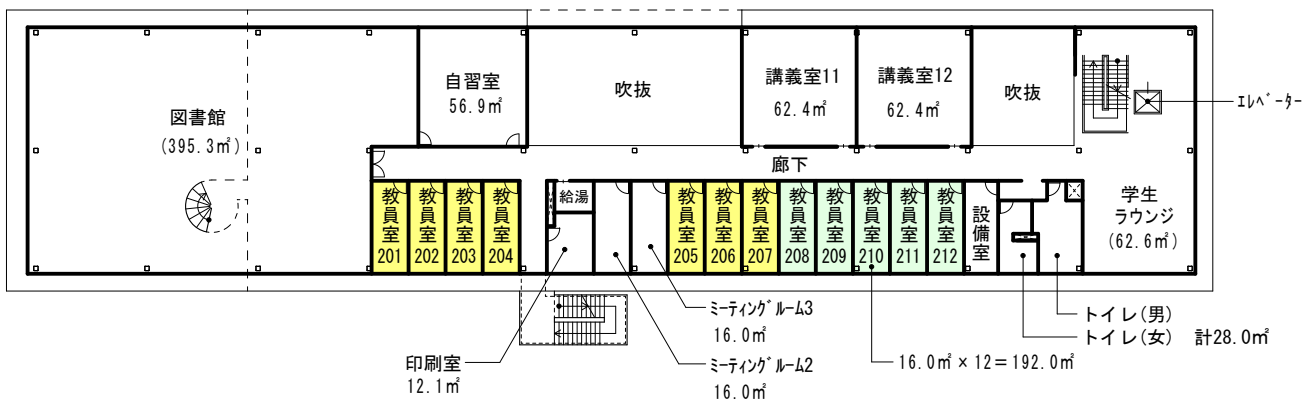 図書館
(395.3㎡)
自習室
56.9㎡
吹抜
講義室11
62.4㎡
講義室12
62.4㎡
吹抜
ｴﾚﾍﾞｰﾀｰ
廊下
学生
ラウンジ
(62.6㎡)
教員室
201
教員室
202
教員室
203
教員室
204
給湯
教員室
205
教員室
206
教員室
207
教員室
208
教員室
209
教員室
210
教員室
211
教員室
212
設備室
印刷室
12.1㎡
ﾐｰﾃｨﾝｸﾞﾙｰﾑ3
16.0㎡
ﾐｰﾃｨﾝｸﾞﾙｰﾑ2
16.0㎡
16.0㎡×12＝192.0㎡
トイレ(男)
トイレ(女) 計28.0㎡